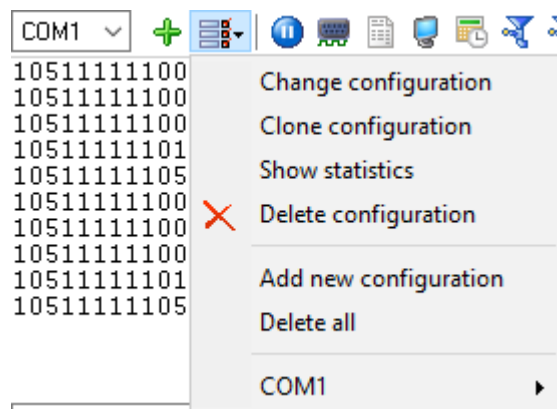 COM1
10511111100
10511111100
10511111100
10511111101
10511111105
10511111100
10511111100
10511111100
10511111101
10511111105
Change configuration
Clone configuration
Show statistics
Delete configuration
Add new configuration
Delete all
COM1